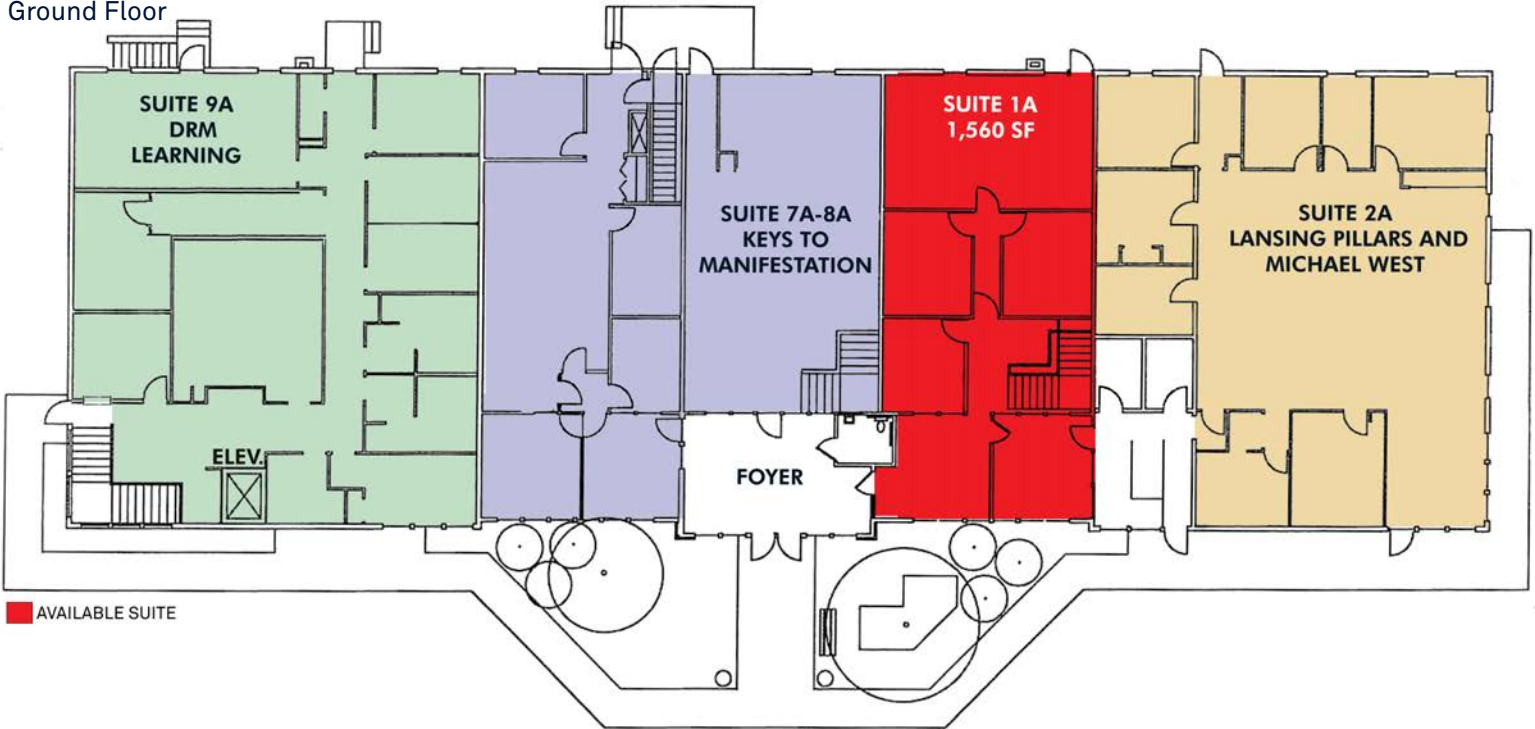 Ground Floor
SUITE 9A
DRM
LEARNING
SUITE 7A-8A
KEYS TO
MANIFESTATION
SUITE 1A
1,560 SF
SUITE 2A
LANSING PILLARS AND
MICHAEL WEST
ELEV.
FOYER
AVAILABLE SUITE